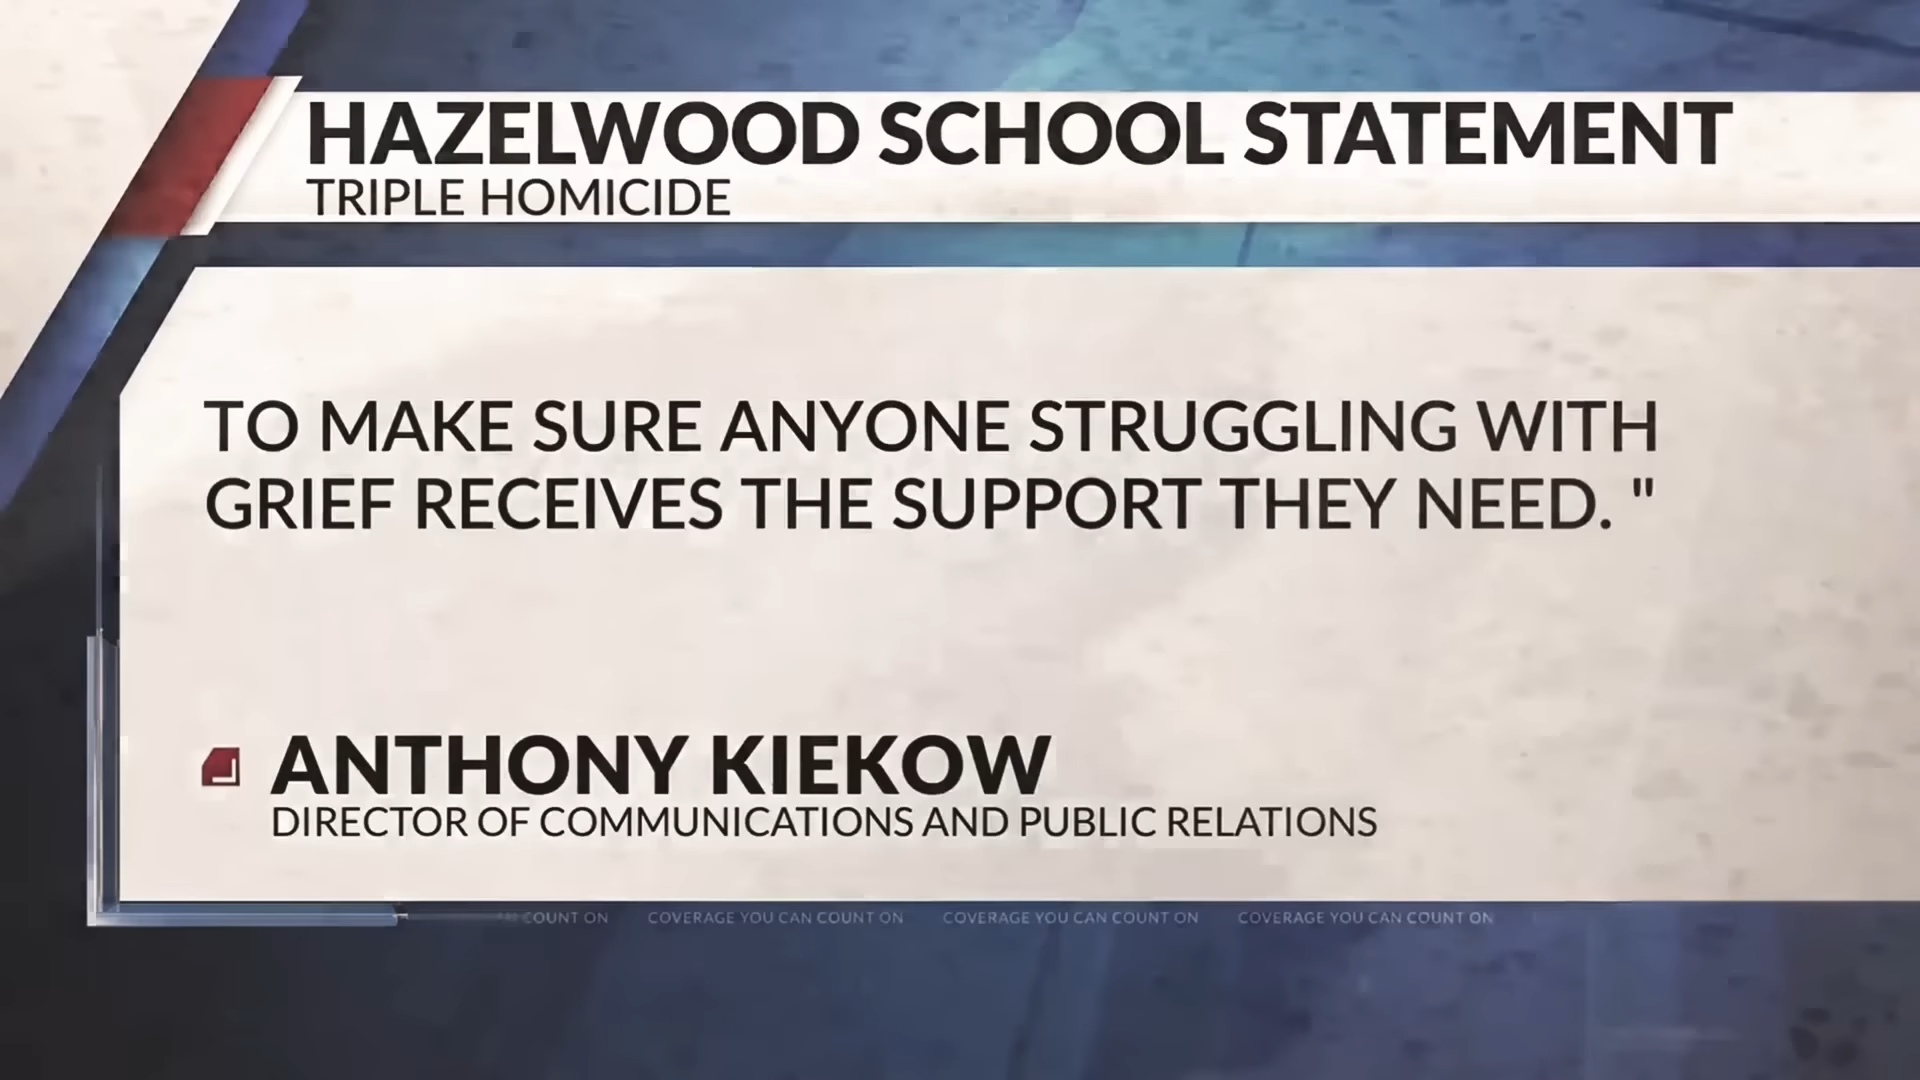 HAZELWOOD SCHOOL STATEMENT
TRIPLE HOMICIDE
TO MAKE SURE ANYONE STRUGGLING WITH
GRIEF RECEIVES THE SUPPORT THEY NEED. "
ANTHONY KIEKOW
DIRECTOR OF COMMUNICATIONS AND PUBLIC RELATIONS
COUNT ON COVERAGE YOU CAN COUNT ON COVERAGE YOU CAN COUNT ON COVERAGE YOU CAN COUNT ON